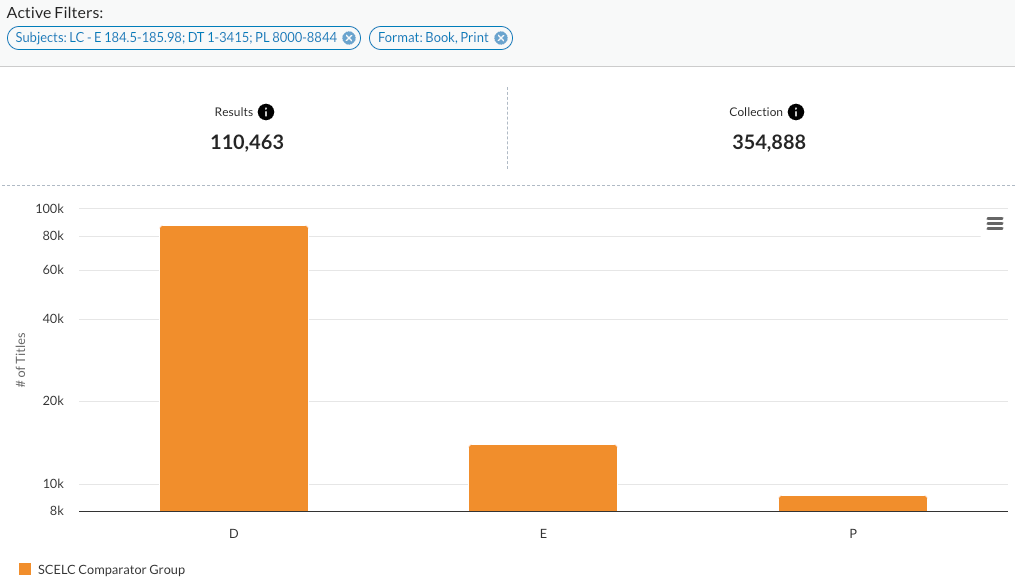 Active Filters:
Subjects: LC - E 184.5-185.98; DT 1-3415; PL 8000-8844
Format: Book, Print
Results
110,463
Collection
354,888
100k
80k
60k
40k
20k
10k
8k
# of Titles
D
E
P
SCELC Comparator Group